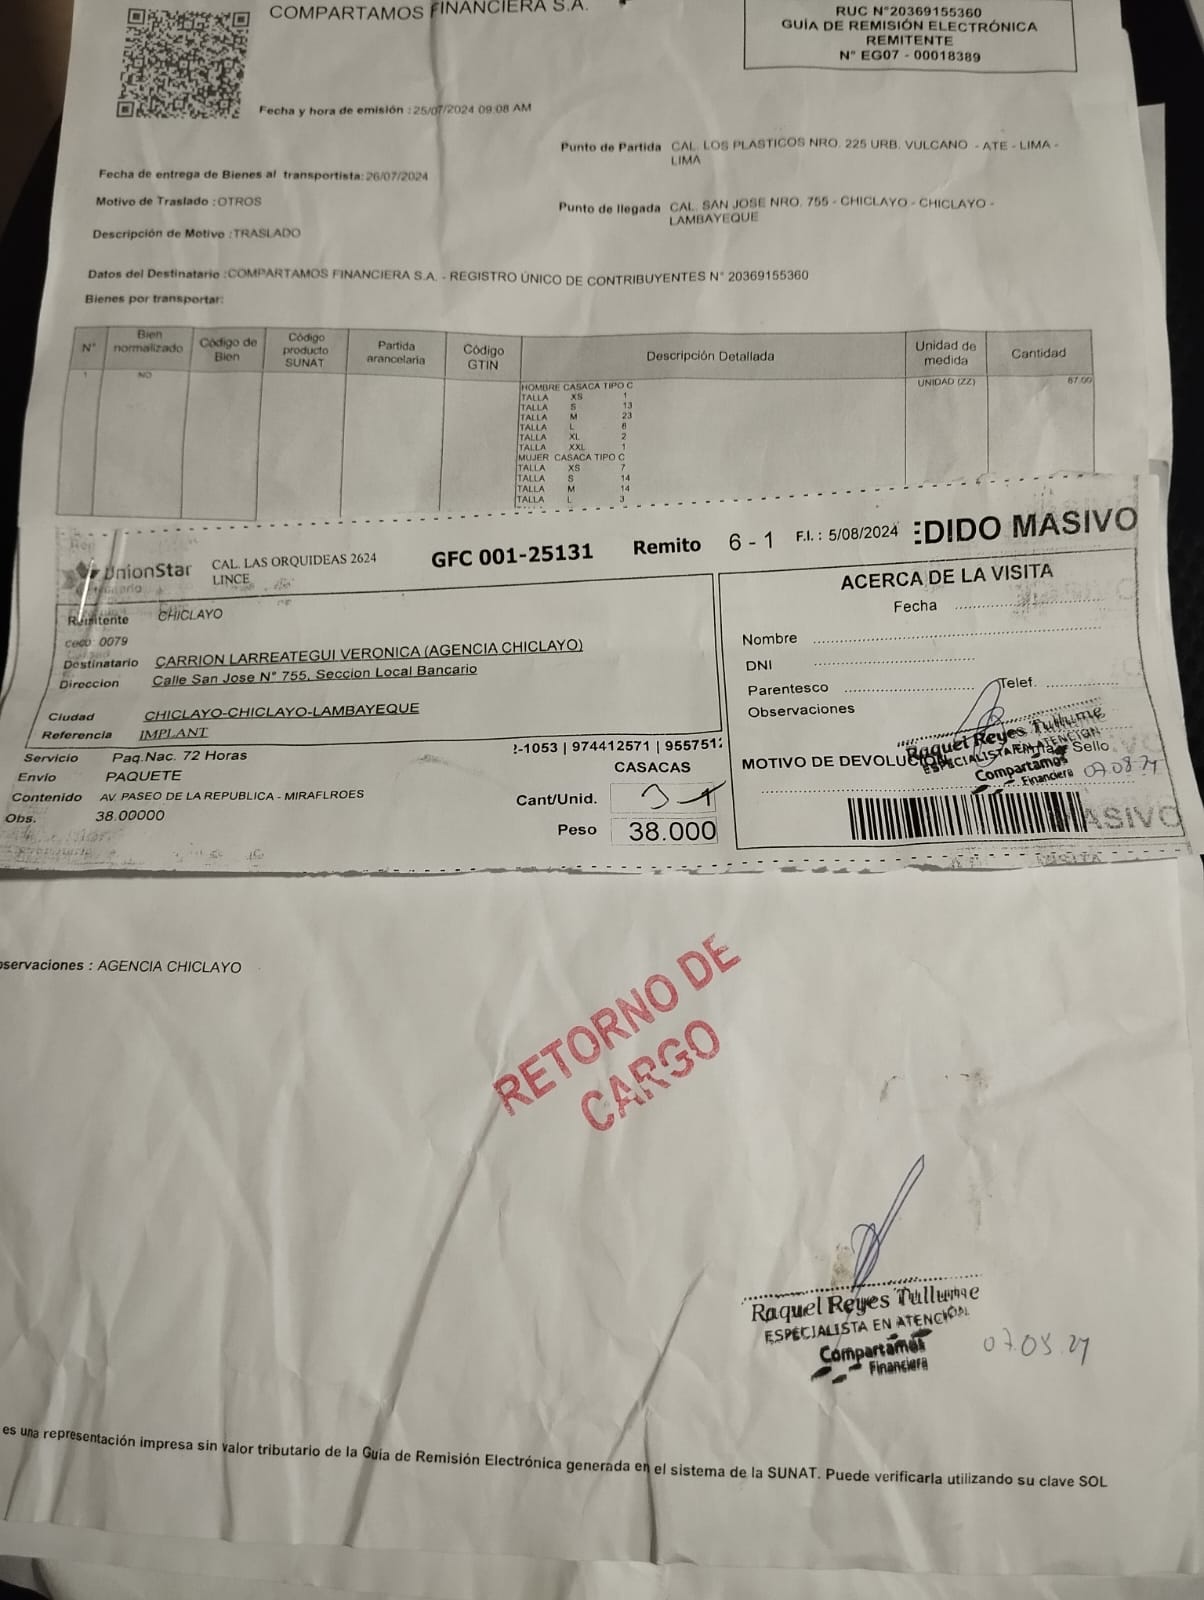 COMPARTAMOS FINANCIERA S.A.
RUC N°20369155360
GUÍA DE REMISIÓN ELECTRÓNICA
REMITENTE
N° EG07 - 00018389
Fecha y hora de emisión : 25/07/2024 09:08 AM
Punto de Partida CAL. LOS PLASTICOS NRO. 225 URB. VULCANO - ATE - LIMA -
LIMA
Fecha de entrega de Bienes al transportista: 26/07/2024
Motivo de Traslado : OTROS
Punto de llegada CAL. SAN JOSE NRO. 755 - CHICLAYO - CHICLAYO -
LAMBAYEQUE
Descripción de Motivo : TRASLADO
Datos del Destinatario : COMPARTAMOS FINANCIERA S.A. - REGISTRO ÚNICO DE CONTRIBUYENTES N° 20369155360
Bienes por transportar:
N° Bien normalizado Código de Bien Código producto SUNAT Partida arancelaria Código GTIN Descripción Detallada Unidad de medida Cantidad
1 NO UNIDAD (ZZ) 87.00
HOMBRE CASACA TIPO C
TALLA XS 1
TALLA S 13
TALLA M 23
TALLA L 8
TALLA XL 2
TALLA XXL 1
MUJER CASACA TIPO C
TALLA XS 7
TALLA S 14
TALLA M 14
TALLA L 3
UnionStar CAL. LAS ORQUIDEAS 2624
LINCE
GFC 001-25131 Remito 6 - 1 F.I. : 5/08/2024 EDIDO MASIVO
Remitente CHICLAYO
ceco: 0079
Destinatario CARRION LARREATEGUI VERONICA (AGENCIA CHICLAYO)
Direccion Calle San Jose N° 755, Seccion Local Bancario
Ciudad CHICLAYO-CHICLAYO-LAMBAYEQUE
Referencia IMPLANT
Servicio Paq.Nac. 72 Horas
Envio PAQUETE
Contenido AV PASEO DE LA REPUBLICA - MIRAFLROES
Obs. 38.00000
2-1053 | 974412571 | 955751
CASACAS
Cant/Unid.
Peso 38.000
ACERCA DE LA VISITA
Fecha
Nombre
DNI
Parentesco Telef.
Observaciones
Raquel Reyes Tullume
ESPECIALISTA EN ATENCIÓN
Compartamos
Financiera
07.08.24
MOTIVO DE DEVOLUCIÓN
Sello
ASIVO
VISITA
Observaciones : AGENCIA CHICLAYO
RETORNO DE
CARGO
Raquel Reyes Tullume
ESPECIALISTA EN ATENCIÓN
Compartamos
Financiera
07.08.24
es una representación impresa sin valor tributario de la Guía de Remisión Electrónica generada en el sistema de la SUNAT. Puede verificarla utilizando su clave SOL